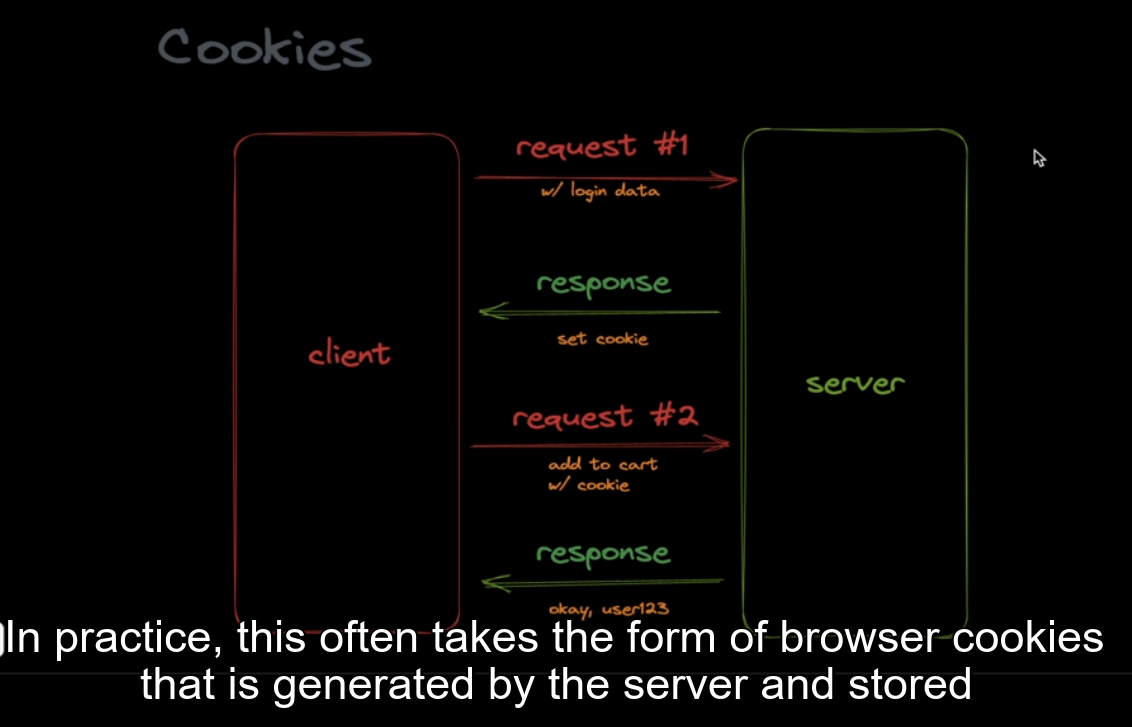 Cookies
request #1
w/ login data
response
set cookie
client
server
request #2
add to cart
w/ cookie
response
okay, user123
In practice, this often takes the form of browser cookies
that is generated by the server and stored